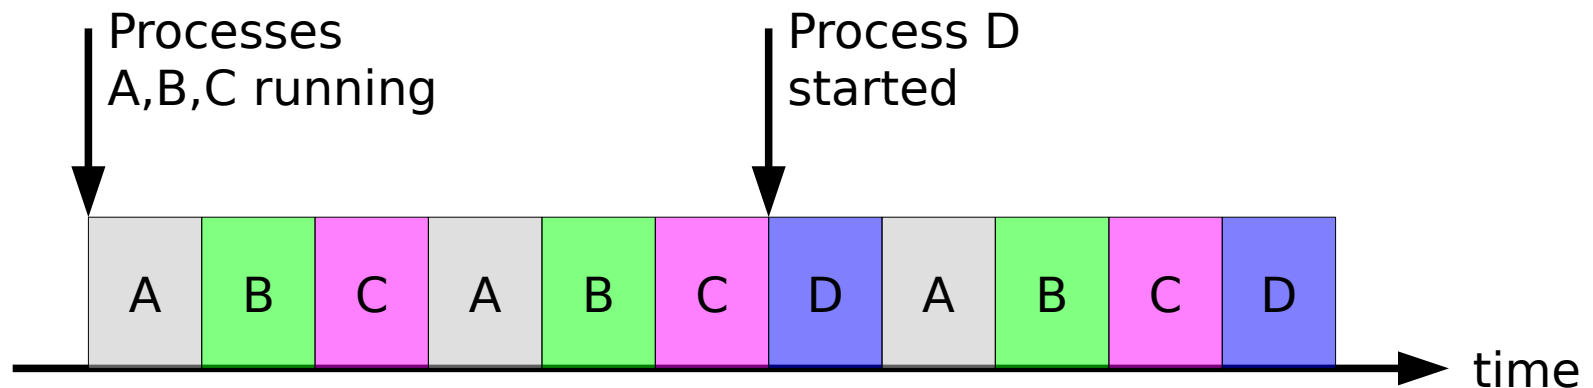 Processes
A,B,C running
Process D
started
A B C A B C D A B C D
time